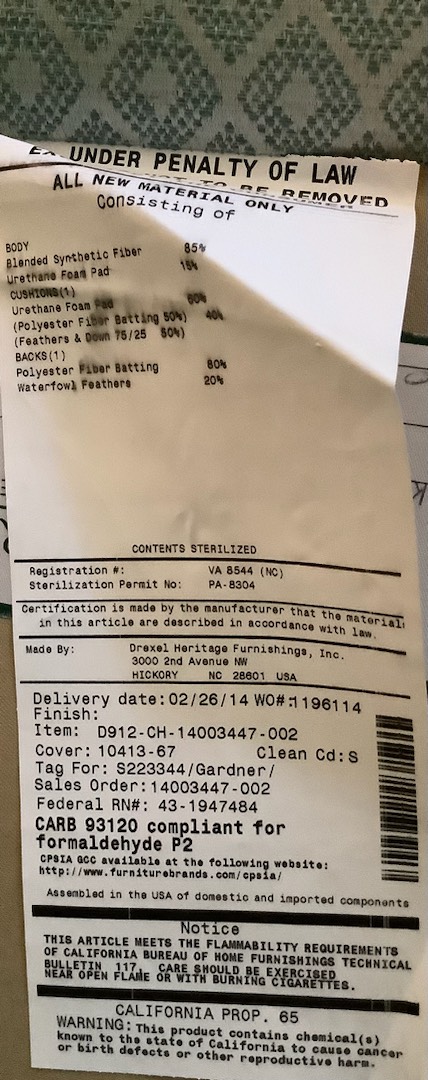 UNDER PENALTY OF LAW
TO BE REMOVED
ALL NEW MATERIAL ONLY
Consisting of
BODY
Blended Synthetic Fiber 85%
Urethane Foam Pad 15%
CUSHIONS(1)
Urethane Foam Pad 60%
(Polyester Fiber Batting 50%) 40%
(Feathers & Down 75/25 50%)
BACKS(1)
Polyester Fiber Batting 80%
Waterfowl Feathers 20%
CONTENTS STERILIZED
Registration #: VA 8544 (NC)
Sterilization Permit No: PA-8304
Certification is made by the manufacturer that the materials
in this article are described in accordance with law.
Made By: Drexel Heritage Furnishings, Inc.
3000 2nd Avenue NW
HICKORY NC 28601 USA
Delivery date:02/26/14 WO#:1196114
Finish:
Item: D912-CH-14003447-002
Cover: 10413-67 Clean Cd:S
Tag For: S223344/Gardner/
Sales Order:14003447-002
Federal RN#: 43-1947484
CARB 93120 compliant for
formaldehyde P2
CPSIA GCC available at the following website:
http://www.furniturebrands.com/cpsia/
Assembled in the USA of domestic and imported components
Notice
THIS ARTICLE MEETS THE FLAMMABILITY REQUIREMENTS
OF CALIFORNIA BUREAU OF HOME FURNISHINGS TECHNICAL
BULLETIN 117. CARE SHOULD BE EXERCISED
NEAR OPEN FLAME OR WITH BURNING CIGARETTES.
CALIFORNIA PROP. 65
WARNING: This product contains chemical(s)
known to the state of California to cause cancer
or birth defects or other reproductive harm.